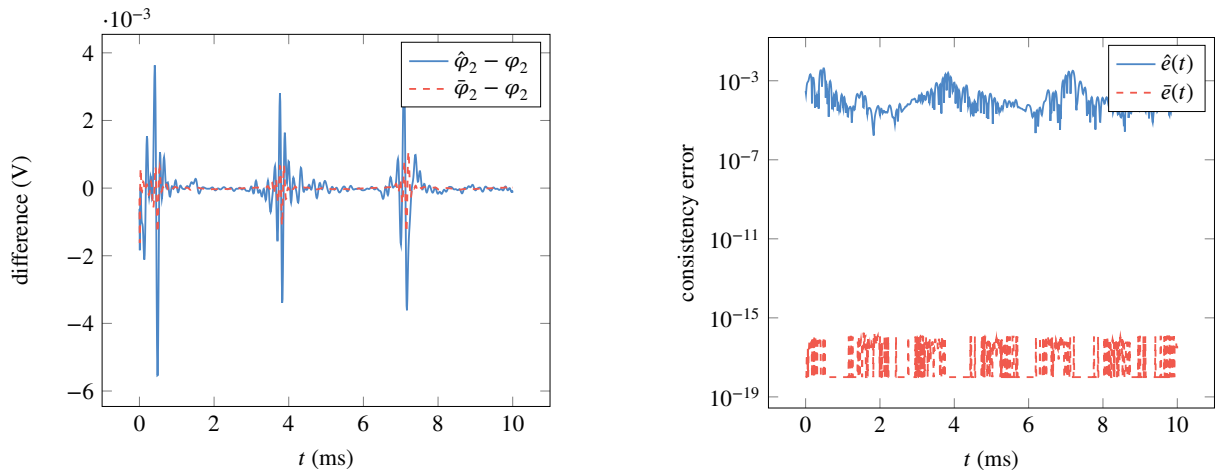 ·10⁻³
4
2
0
−2
−4
−6
difference (V)
0 2 4 6 8 10
t (ms)
φ̂₂ − φ₂
φ̄₂ − φ₂
10⁻³
10⁻⁷
10⁻¹¹
10⁻¹⁵
10⁻¹⁹
consistency error
0 2 4 6 8 10
t (ms)
ê(t)
ē(t)